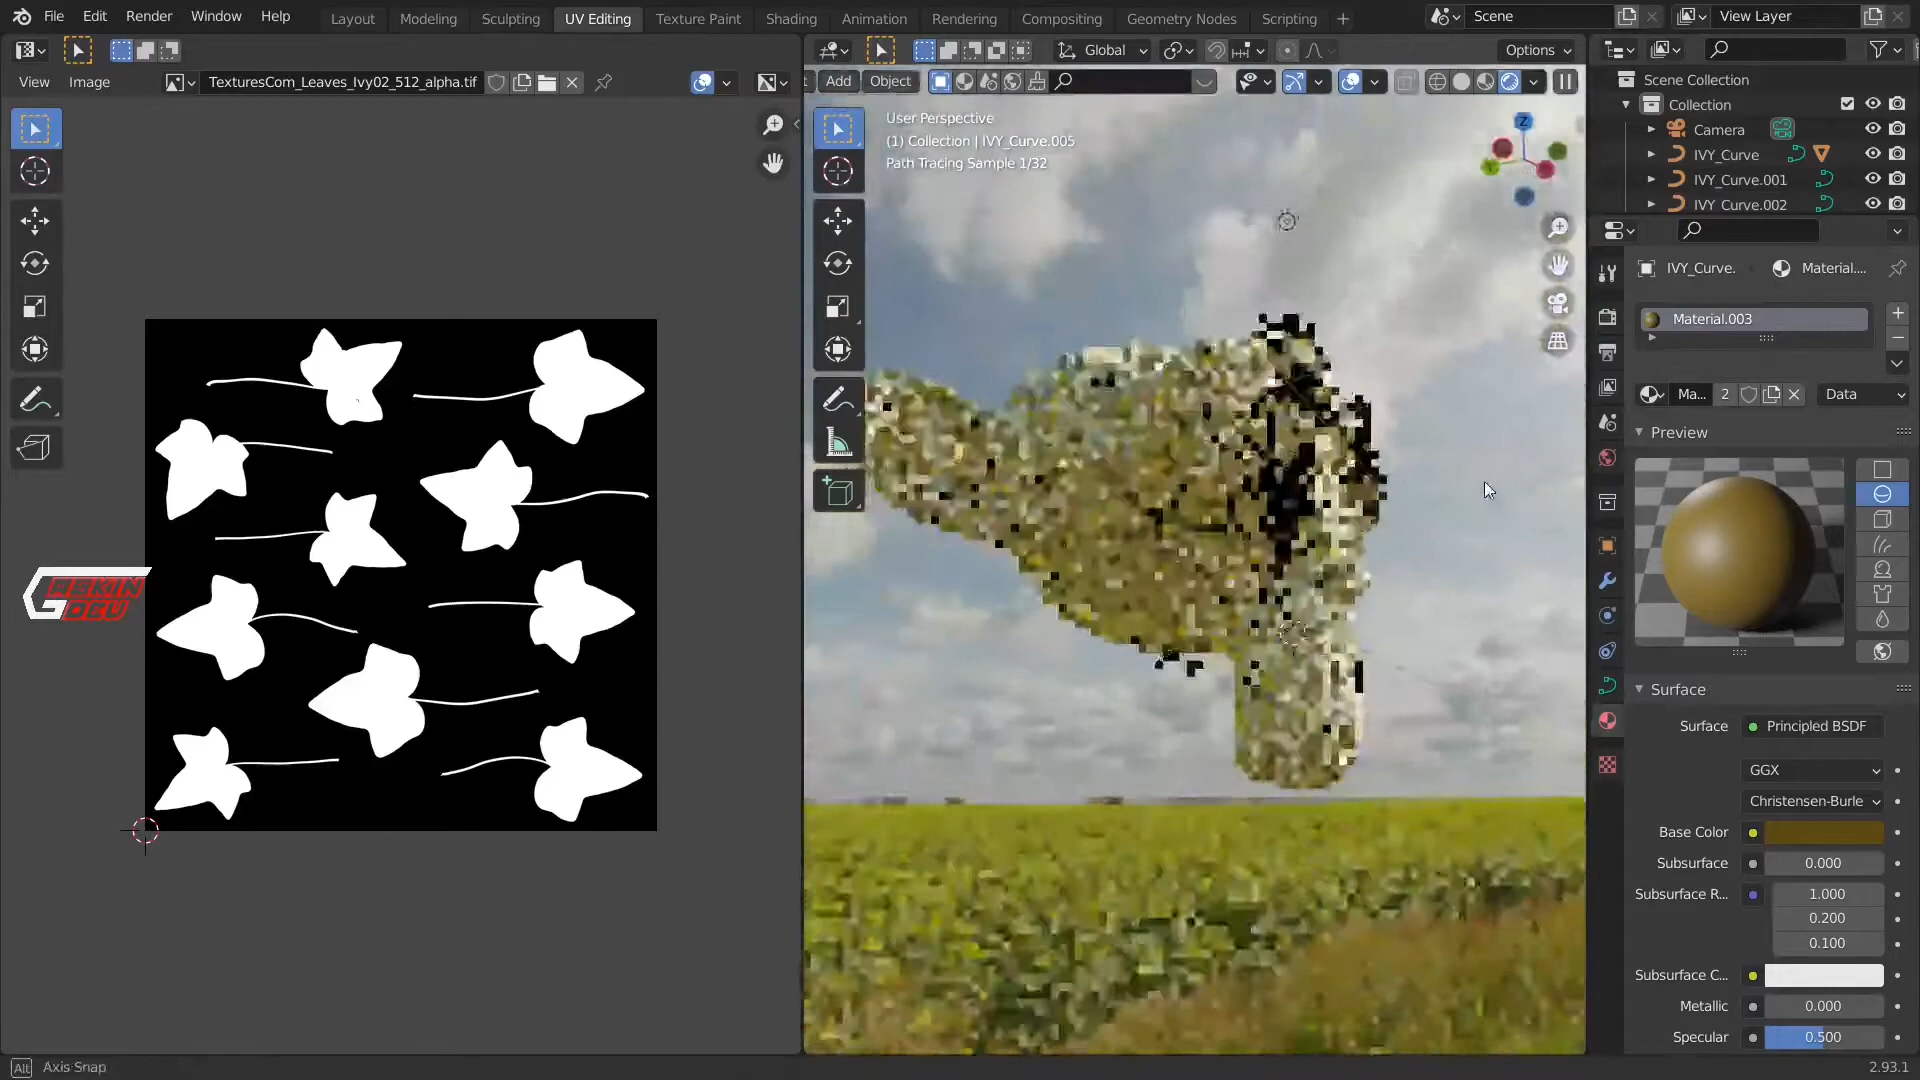 File Edit Render Window Help Layout Modeling Sculpting UV Editing Texture Paint Shading Animation Rendering Compositing Geometry Nodes Scripting + Scene View Layer
Global Options
View Image TexturesCom_Leaves_Ivy02_512_alpha.tif Add Object
Scene Collection
Collection
Camera
IVY_Curve
IVY_Curve.001
IVY_Curve.002
User Perspective
(1) Collection | IVY_Curve.005
Path Tracing Sample 1/32
Z
IVY_Curve. Material....
Material.003
Ma... 2 Data
Preview
MEKIN
OCU
Surface
Surface Principled BSDF
GGX
Christensen-Burle
Base Color
Subsurface 0.000
Subsurface R... 1.000
0.200
0.100
Subsurface C...
Metallic 0.000
Specular 0.500
Alt Axis Snap 2.93.1